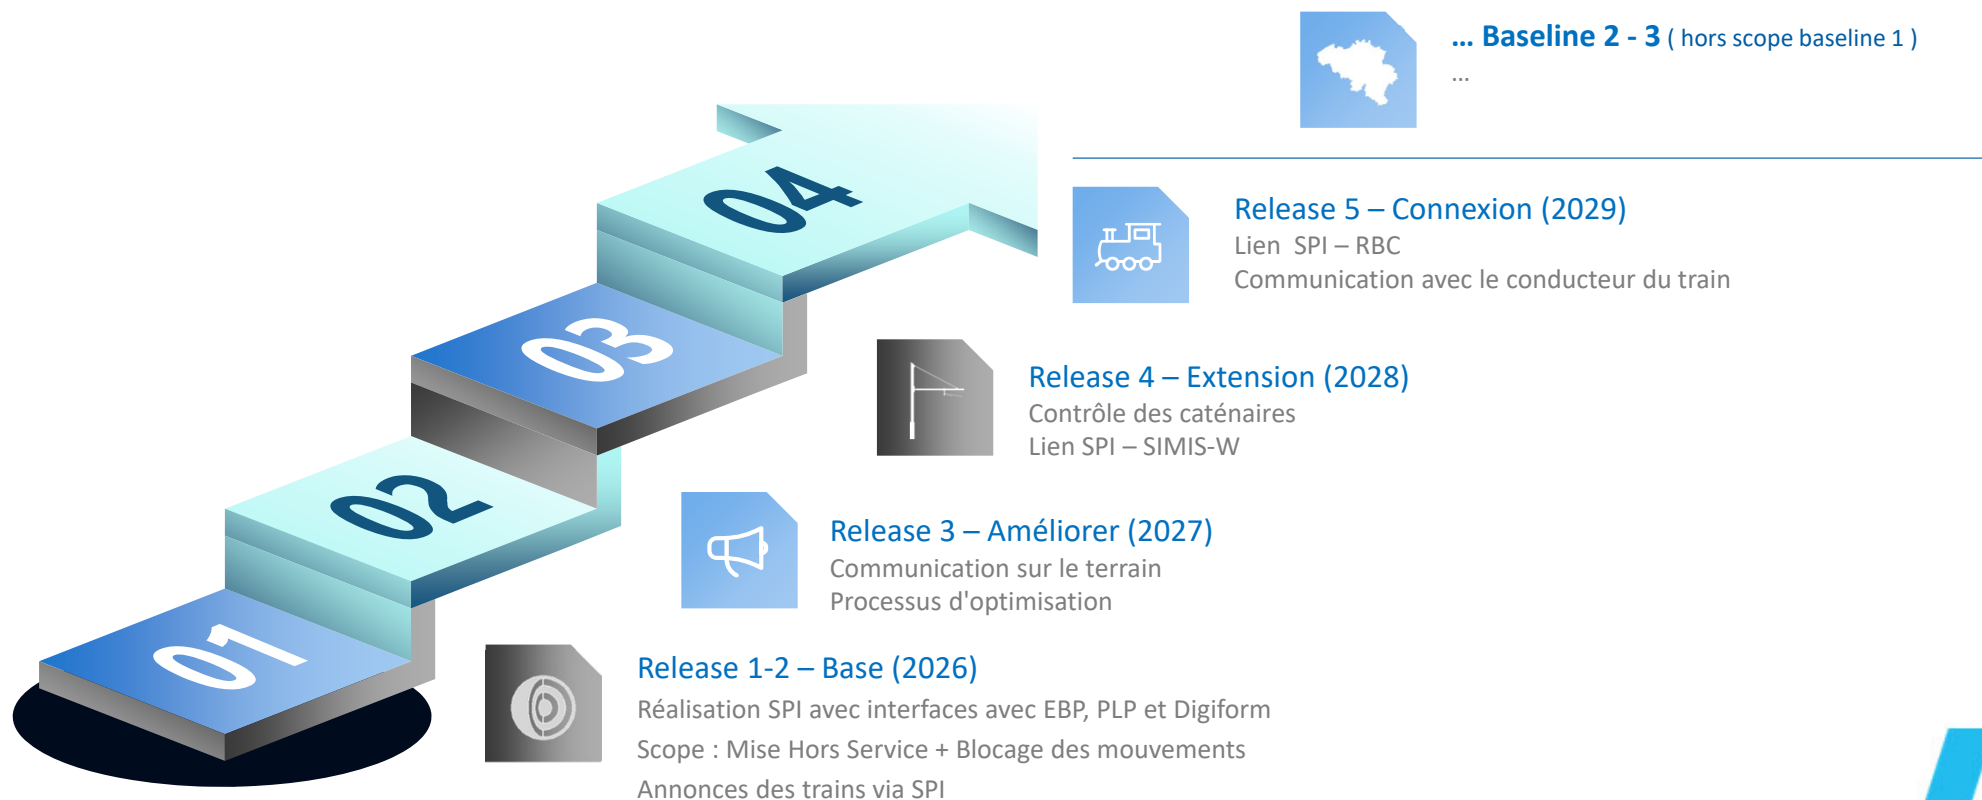 ... Baseline 2 - 3 ( hors scope baseline 1 )
...
04
Release 5 – Connexion (2029)
Lien SPI – RBC
Communication avec le conducteur du train
03
Release 4 – Extension (2028)
Contrôle des caténaires
Lien SPI – SIMIS-W
02
Release 3 – Améliorer (2027)
Communication sur le terrain
Processus d'optimisation
01
Release 1-2 – Base (2026)
Réalisation SPI avec interfaces avec EBP, PLP et Digiform
Scope : Mise Hors Service + Blocage des mouvements
Annonces des trains via SPI